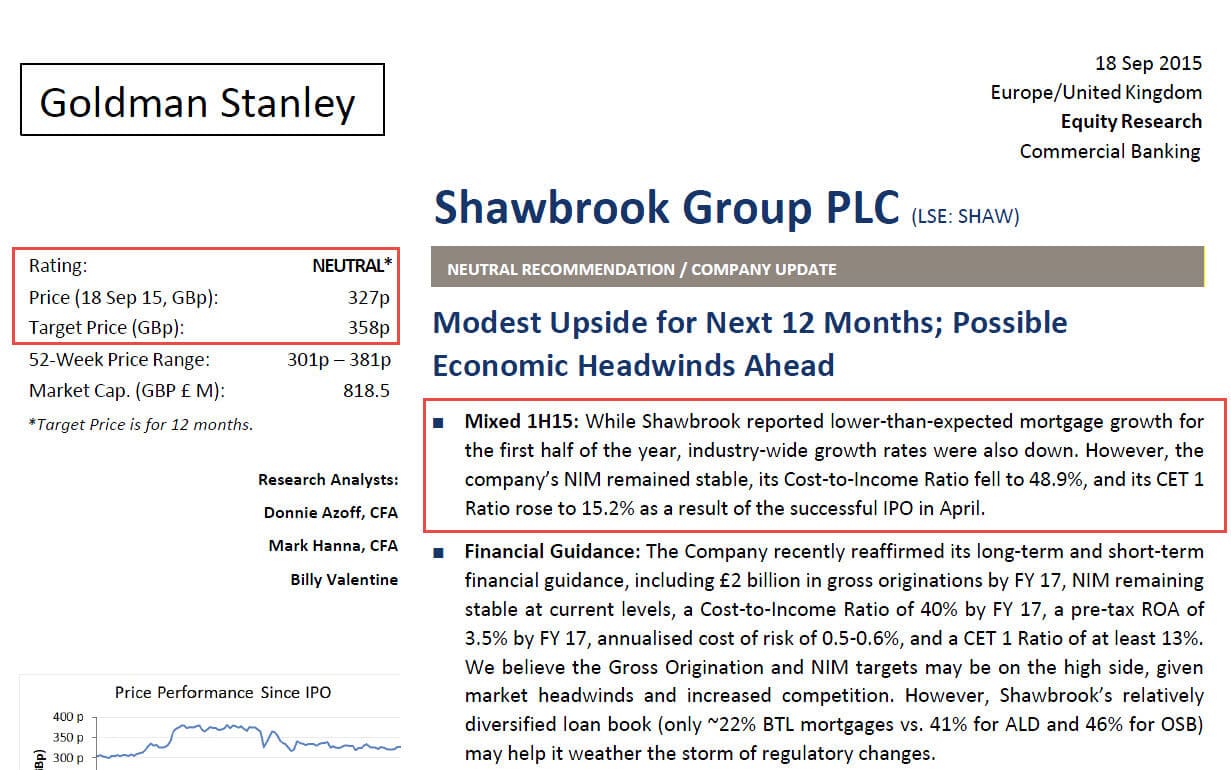 Goldman Stanley
18 Sep 2015
Europe/United Kingdom
Equity Research
Commercial Banking
Shawbrook Group PLC (LSE: SHAW)
Rating: NEUTRAL*
Price (18 Sep 15, GBp): 327p
Target Price (GBp): 358p
52-Week Price Range: 301p – 381p
Market Cap. (GBP £ M): 818.5
*Target Price is for 12 months.
Research Analysts:
Donnie Azoff, CFA
Mark Hanna, CFA
Billy Valentine
Price Performance Since IPO
400 p
350 p
300 p
NEUTRAL RECOMMENDATION / COMPANY UPDATE
Modest Upside for Next 12 Months; Possible
Economic Headwinds Ahead
■ Mixed 1H15: While Shawbrook reported lower-than-expected mortgage growth for
the first half of the year, industry-wide growth rates were also down. However, the
company’s NIM remained stable, its Cost-to-Income Ratio fell to 48.9%, and its CET 1
Ratio rose to 15.2% as a result of the successful IPO in April.
■ Financial Guidance: The Company recently reaffirmed its long-term and short-term
financial guidance, including £2 billion in gross originations by FY 17, NIM remaining
stable at current levels, a Cost-to-Income Ratio of 40% by FY 17, a pre-tax ROA of
3.5% by FY 17, annualised cost of risk of 0.5-0.6%, and a CET 1 Ratio of at least 13%.
We believe the Gross Origination and NIM targets may be on the high side, given
market headwinds and increased competition. However, Shawbrook’s relatively
diversified loan book (only ~22% BTL mortgages vs. 41% for ALD and 46% for OSB)
may help it weather the storm of regulatory changes.